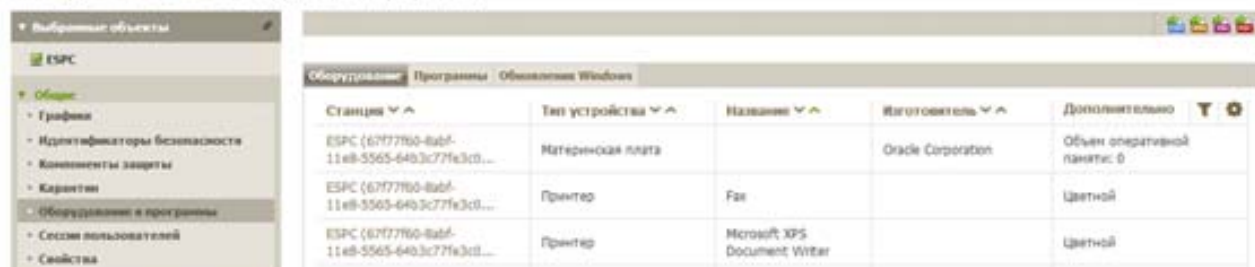 Выбранные объекты
ESPC
Общие
Графики
Идентификаторы безопасности
Компоненты защиты
Карантин
Оборудование и программы
Сессии пользователей
Свойства
Оборудование Программы Обновления Windows
Станция Тип устройства Название Изготовитель Дополнительно
ESPC (67f77f60-8abf-
11e8-5565-64b3c77fe3c0...
Материнская плата
Oracle Corporation
Объем оперативной
памяти: 0
ESPC (67f77f60-8abf-
11e8-5565-64b3c77fe3c0...
Принтер
Fax
Цветной
ESPC (67f77f60-8abf-
11e8-5565-64b3c77fe3c0...
Принтер
Microsoft XPS
Document Writer
Цветной